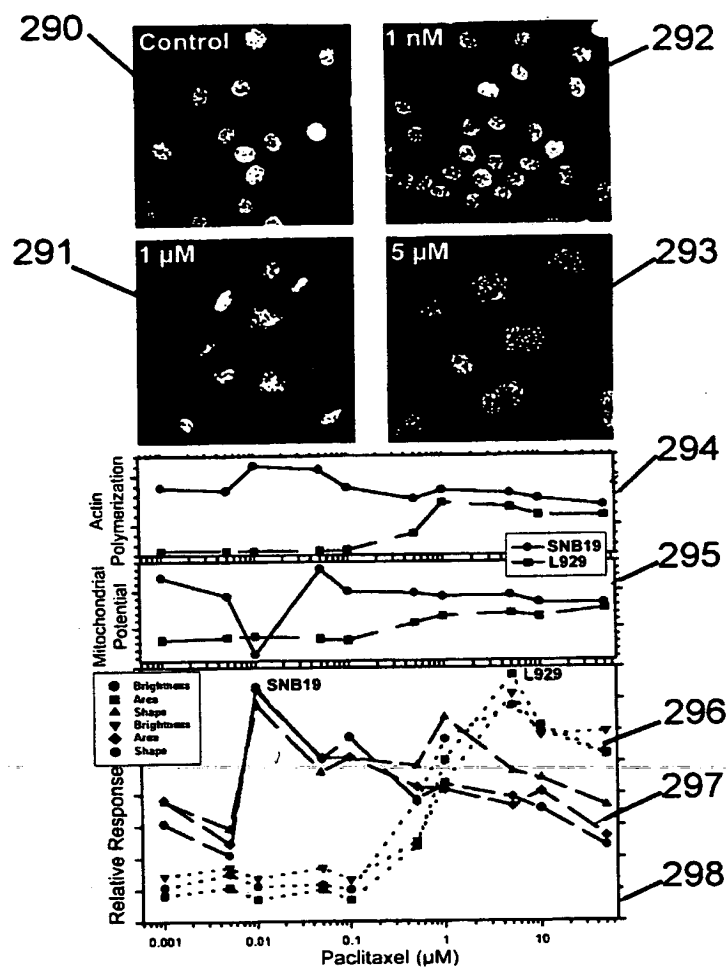 290
Control
1 nM
292
291
1 µM
5 µM
293
Actin
Polymerization
294
SNB19
L929
295
Mitochondrial
Potential
SNB19
L929
Brightness
Area
Shape
Brightness
Area
Shape
296
Relative Response
297
298
0.001
0.01
0.1
1
10
Paclitaxel (µM)